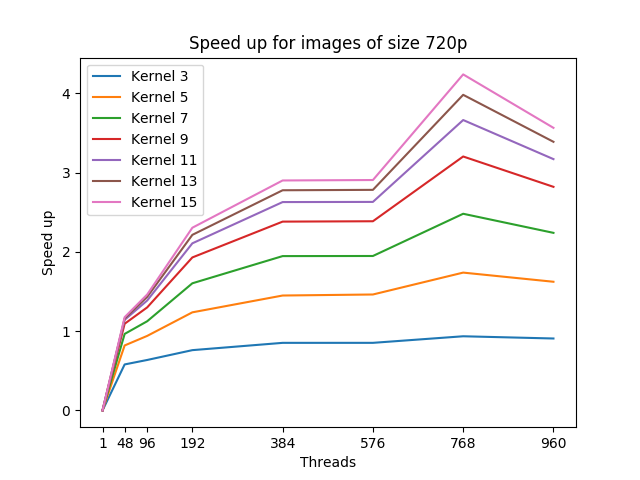 Speed up for images of size 720p
Kernel 3
Kernel 5
Kernel 7
Kernel 9
Kernel 11
Kernel 13
Kernel 15
4
3
2
1
0
Speed up
1 48 96 192 384 576 768 960
Threads